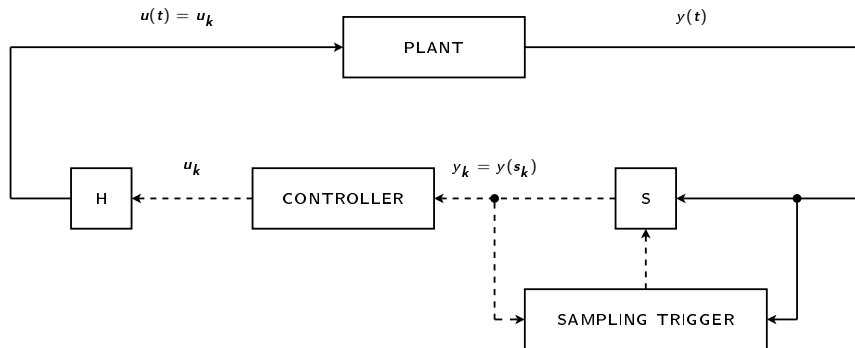 u(t) = u_k
y(t)
PLANT
u_k
y_k = y(s_k)
H
CONTROLLER
S
SAMPLING TRIGGER